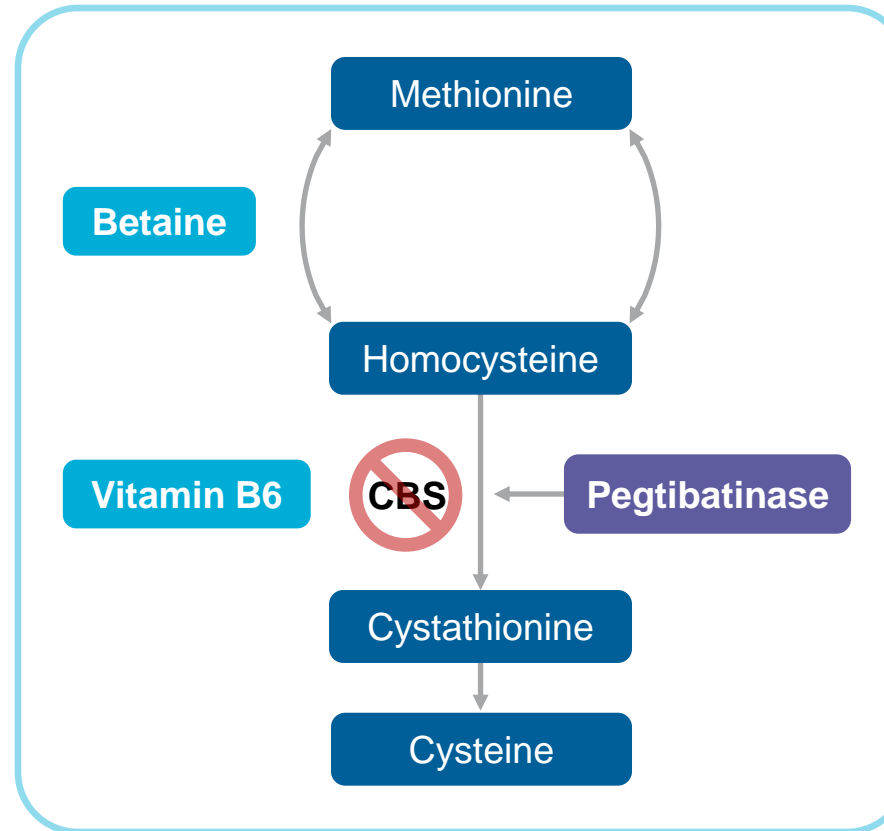 Methionine
Betaine
Homocysteine
Vitamin B6
CBS
Pegtibatinase
Cystathionine
Cysteine